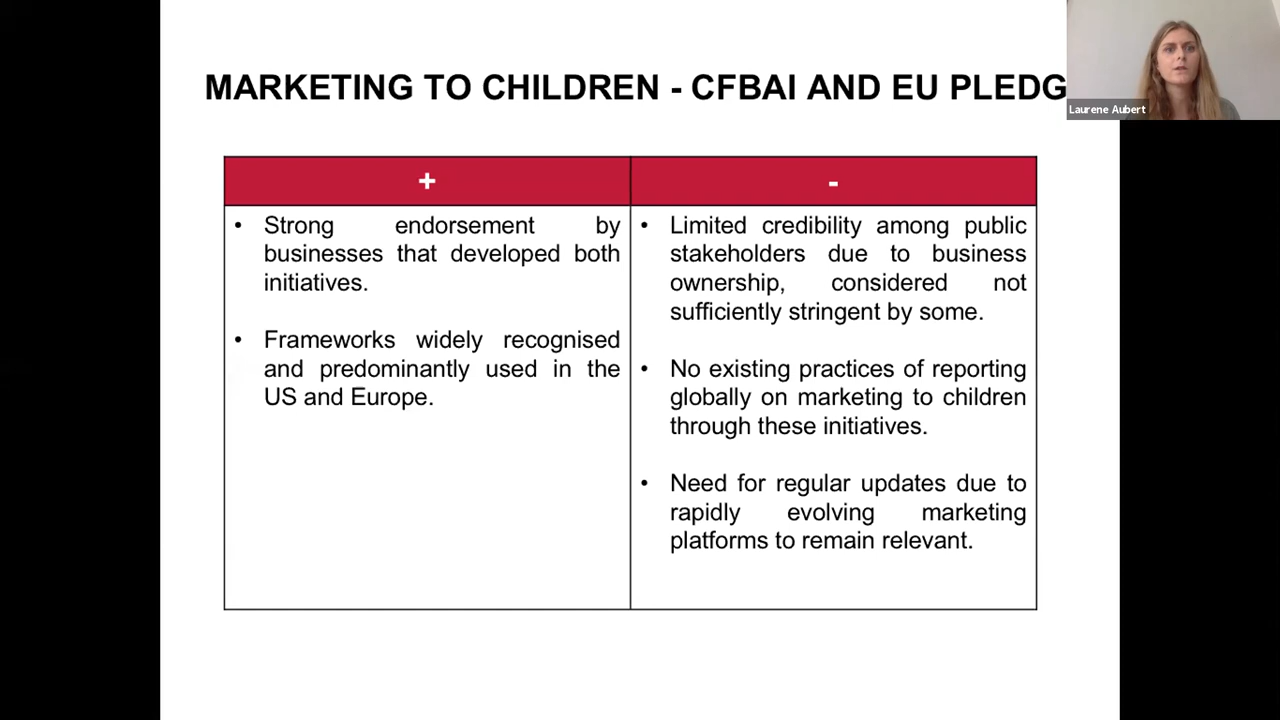 MARKETING TO CHILDREN - CFBAI AND EU PLEDG
Laurene Aubert
+
-
• Strong endorsement by
businesses that developed both
initiatives.
• Frameworks widely recognised
and predominantly used in the
US and Europe.
• Limited credibility among public
stakeholders due to business
ownership, considered not
sufficiently stringent by some.
• No existing practices of reporting
globally on marketing to children
through these initiatives.
• Need for regular updates due to
rapidly evolving marketing
platforms to remain relevant.